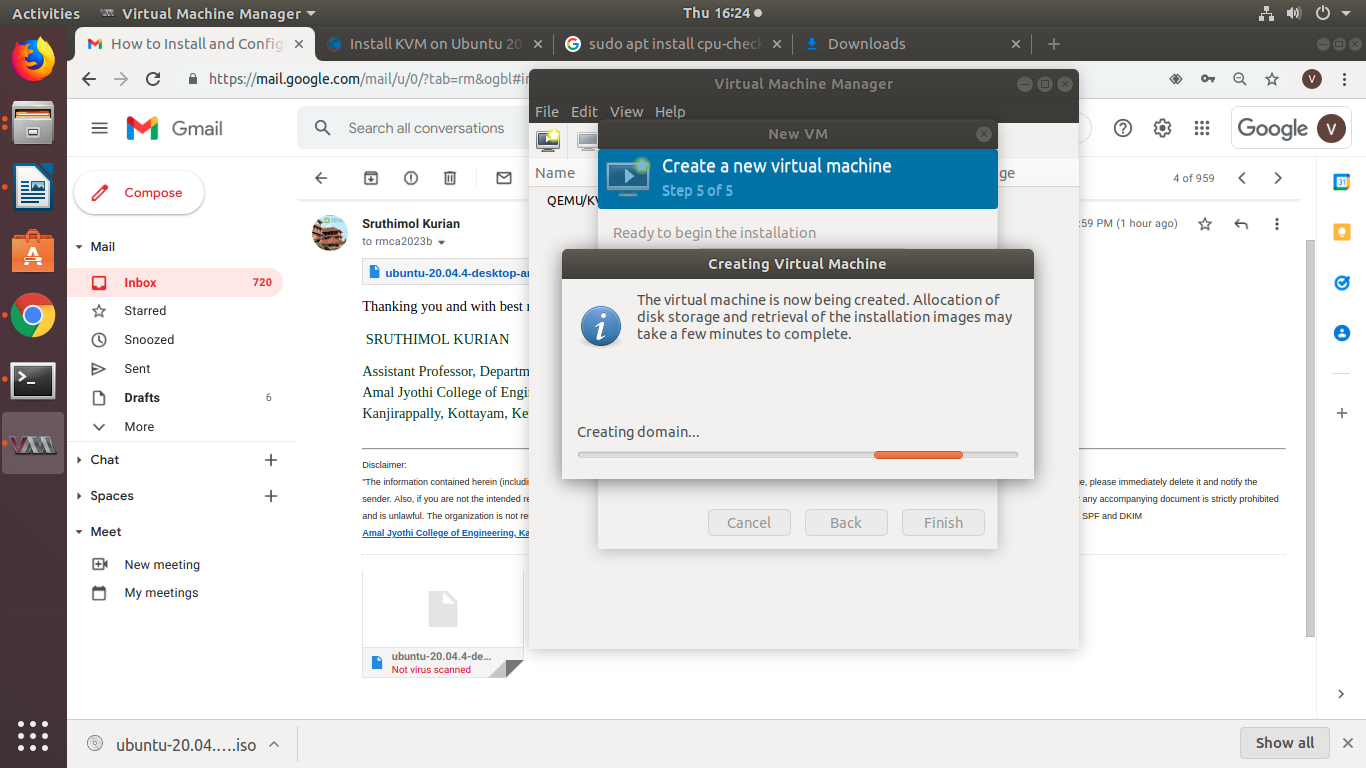 Activities
Virtual Machine Manager
Thu 16:24
How to Install and Config
Install KVM on Ubuntu 20
sudo apt install cpu-check
Downloads
https://mail.google.com/mail/u/0/?tab=rm&ogbl#in
V
Gmail
Search all conversations
Google
V
Compose
4 of 959
Mail
Inbox
720
Starred
Snoozed
Sent
Drafts
6
More
Chat
Spaces
Meet
New meeting
My meetings
Sruthimol Kurian
to rmca2023b
:59 PM (1 hour ago)
ubuntu-20.04.4-desktop-am
Thanking you and with best
SRUTHIMOL KURIAN
Assistant Professor, Departm
Amal Jyothi College of Engi
Kanjirappally, Kottayam, Ke
Disclaimer:
"The information contained herein (includi
e, please immediately delete it and notify the
sender. Also, if you are not the intended re
r any accompanying document is strictly prohibited
and is unlawful. The organization is not re
SPF and DKIM
Amal Jyothi College of Engineering, Ka
ubuntu-20.04.4-de...
Not virus scanned
Virtual Machine Manager
File Edit View Help
Name
ge
QEMU/KV
New VM
Create a new virtual machine
Step 5 of 5
Ready to begin the installation
Creating Virtual Machine
The virtual machine is now being created. Allocation of
disk storage and retrieval of the installation images may
take a few minutes to complete.
Creating domain...
Cancel
Back
Finish
ubuntu-20.04.….iso
Show all